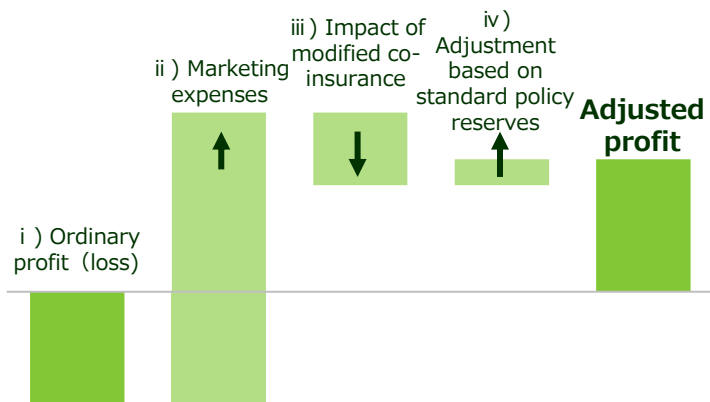 i ) Ordinary
profit（loss)
ii ) Marketing
expenses
iii ) Impact of
modified co-
insurance
iv )
Adjustment
based on
standard policy
reserves
Adjusted
profit